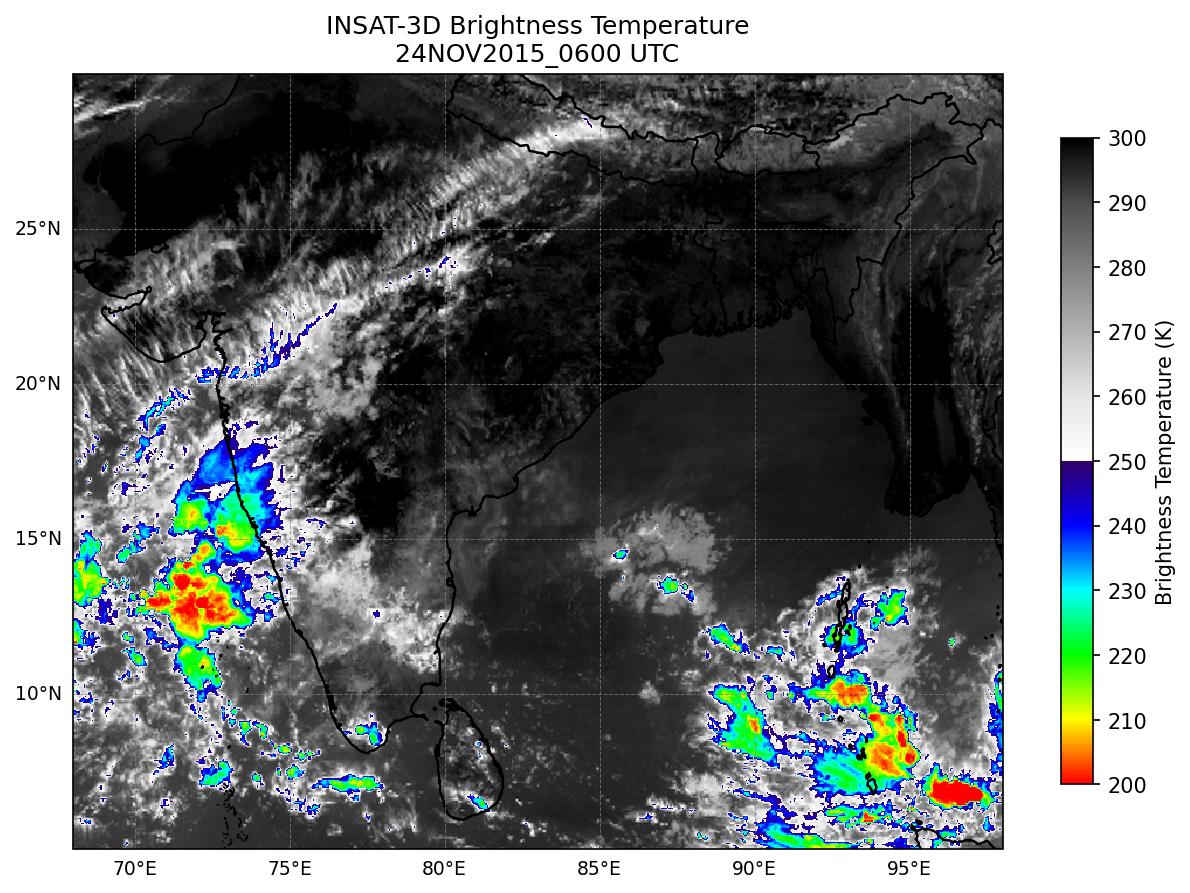 INSAT-3D Brightness Temperature
24NOV2015_0600 UTC
25°N
20°N
15°N
10°N
70°E
75°E
80°E
85°E
90°E
95°E
300
290
280
270
260
250
240
230
220
210
200
Brightness Temperature (K)